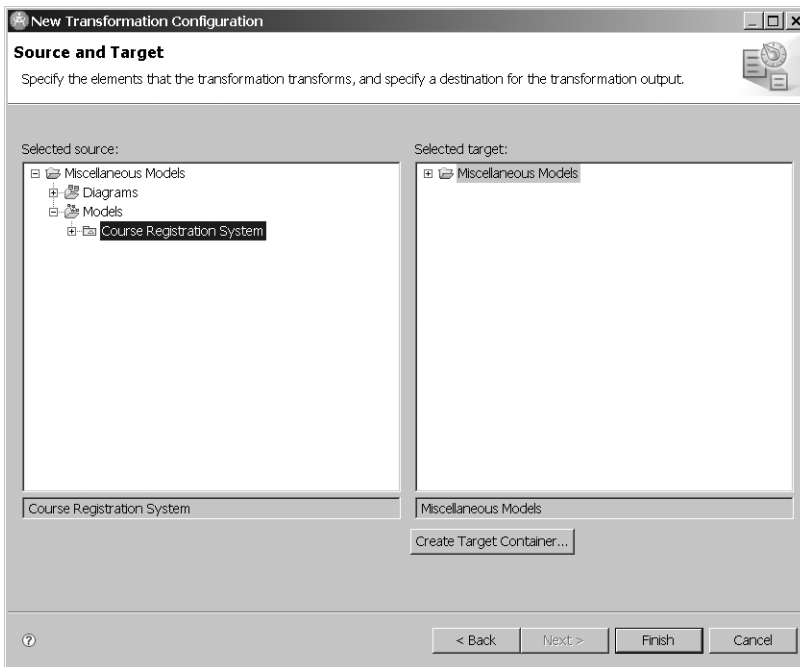 New Transformation Configuration
Source and Target
Specify the elements that the transformation transforms, and specify a destination for the transformation output.
Selected source:
Miscellaneous Models
Diagrams
Models
Course Registration System
Course Registration System
Selected target:
Miscellaneous Models
Miscellaneous Models
Create Target Container...
< Back
Next >
Finish
Cancel